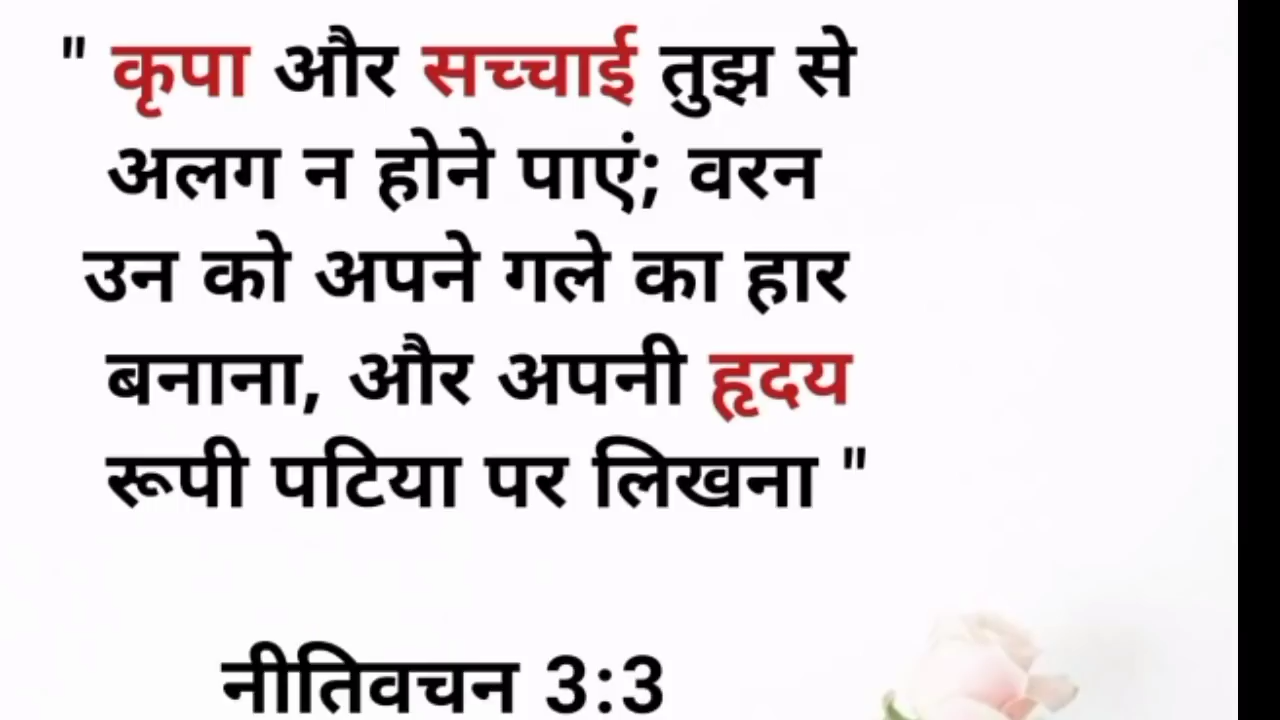 " कृपा और सच्चाई तुझ से
अलग न होने पाएं; वरन
उन को अपने गले का हार
बनाना, और अपनी हृदय
रूपी पटिया पर लिखना "
नीतिवचन 3:3